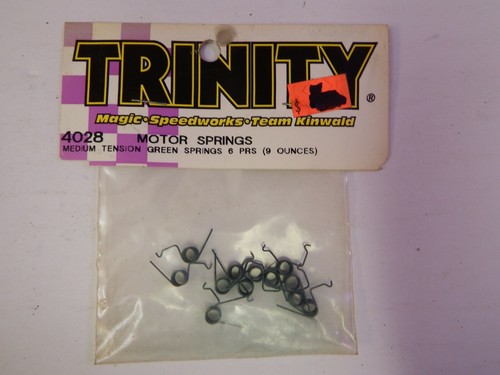 TRINITY®
$
Magic•Speedworks•Team Kinwald
4028 MOTOR SPRINGS
MEDIUM TENSION GREEN SPRINGS 6 PRS (9 OUNCES)